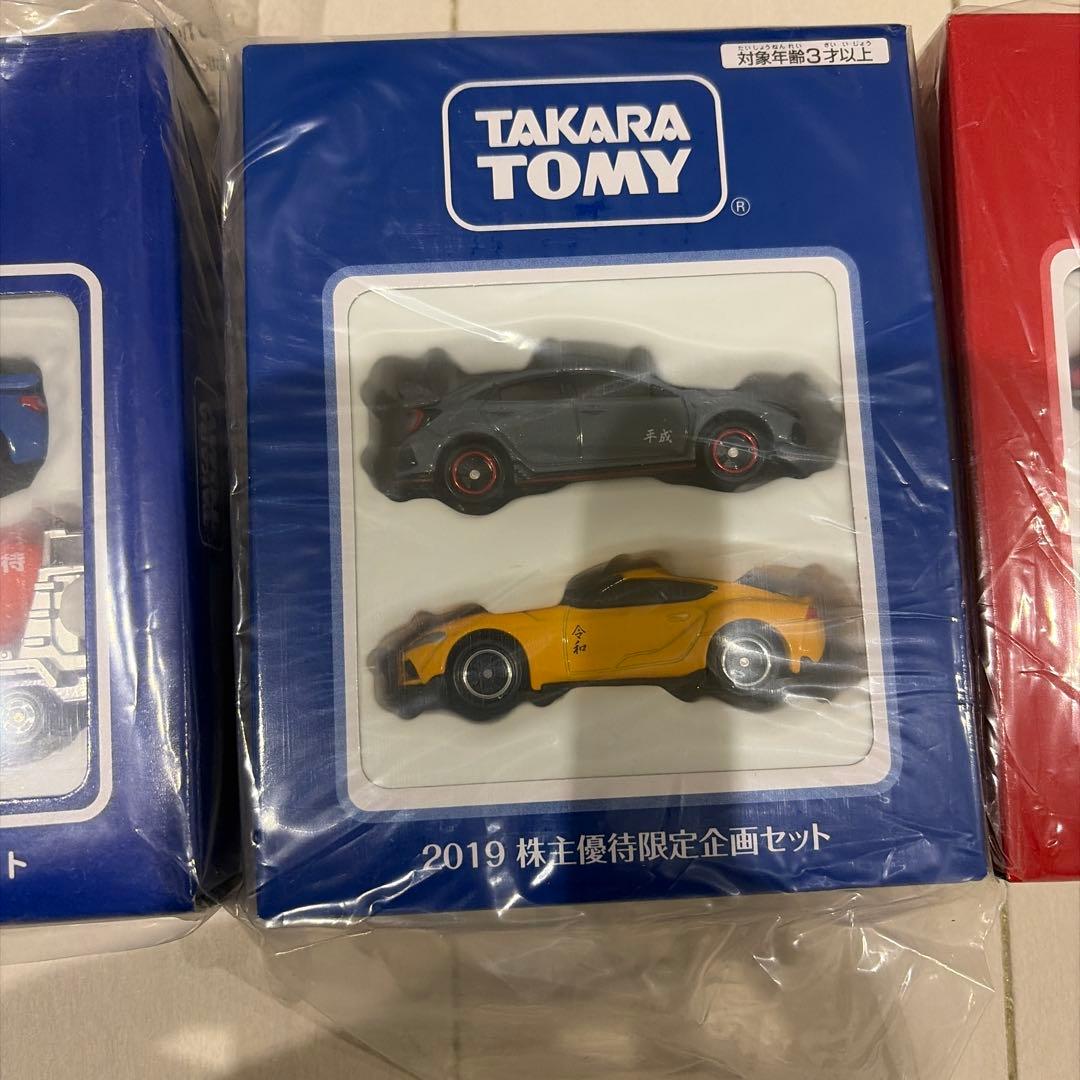 対象年齢3才以上
たいしょうねんれい さいいじょう
TAKARA
TOMY
®
平成
令
和
2019 株主優待限定企画セット
待
ト